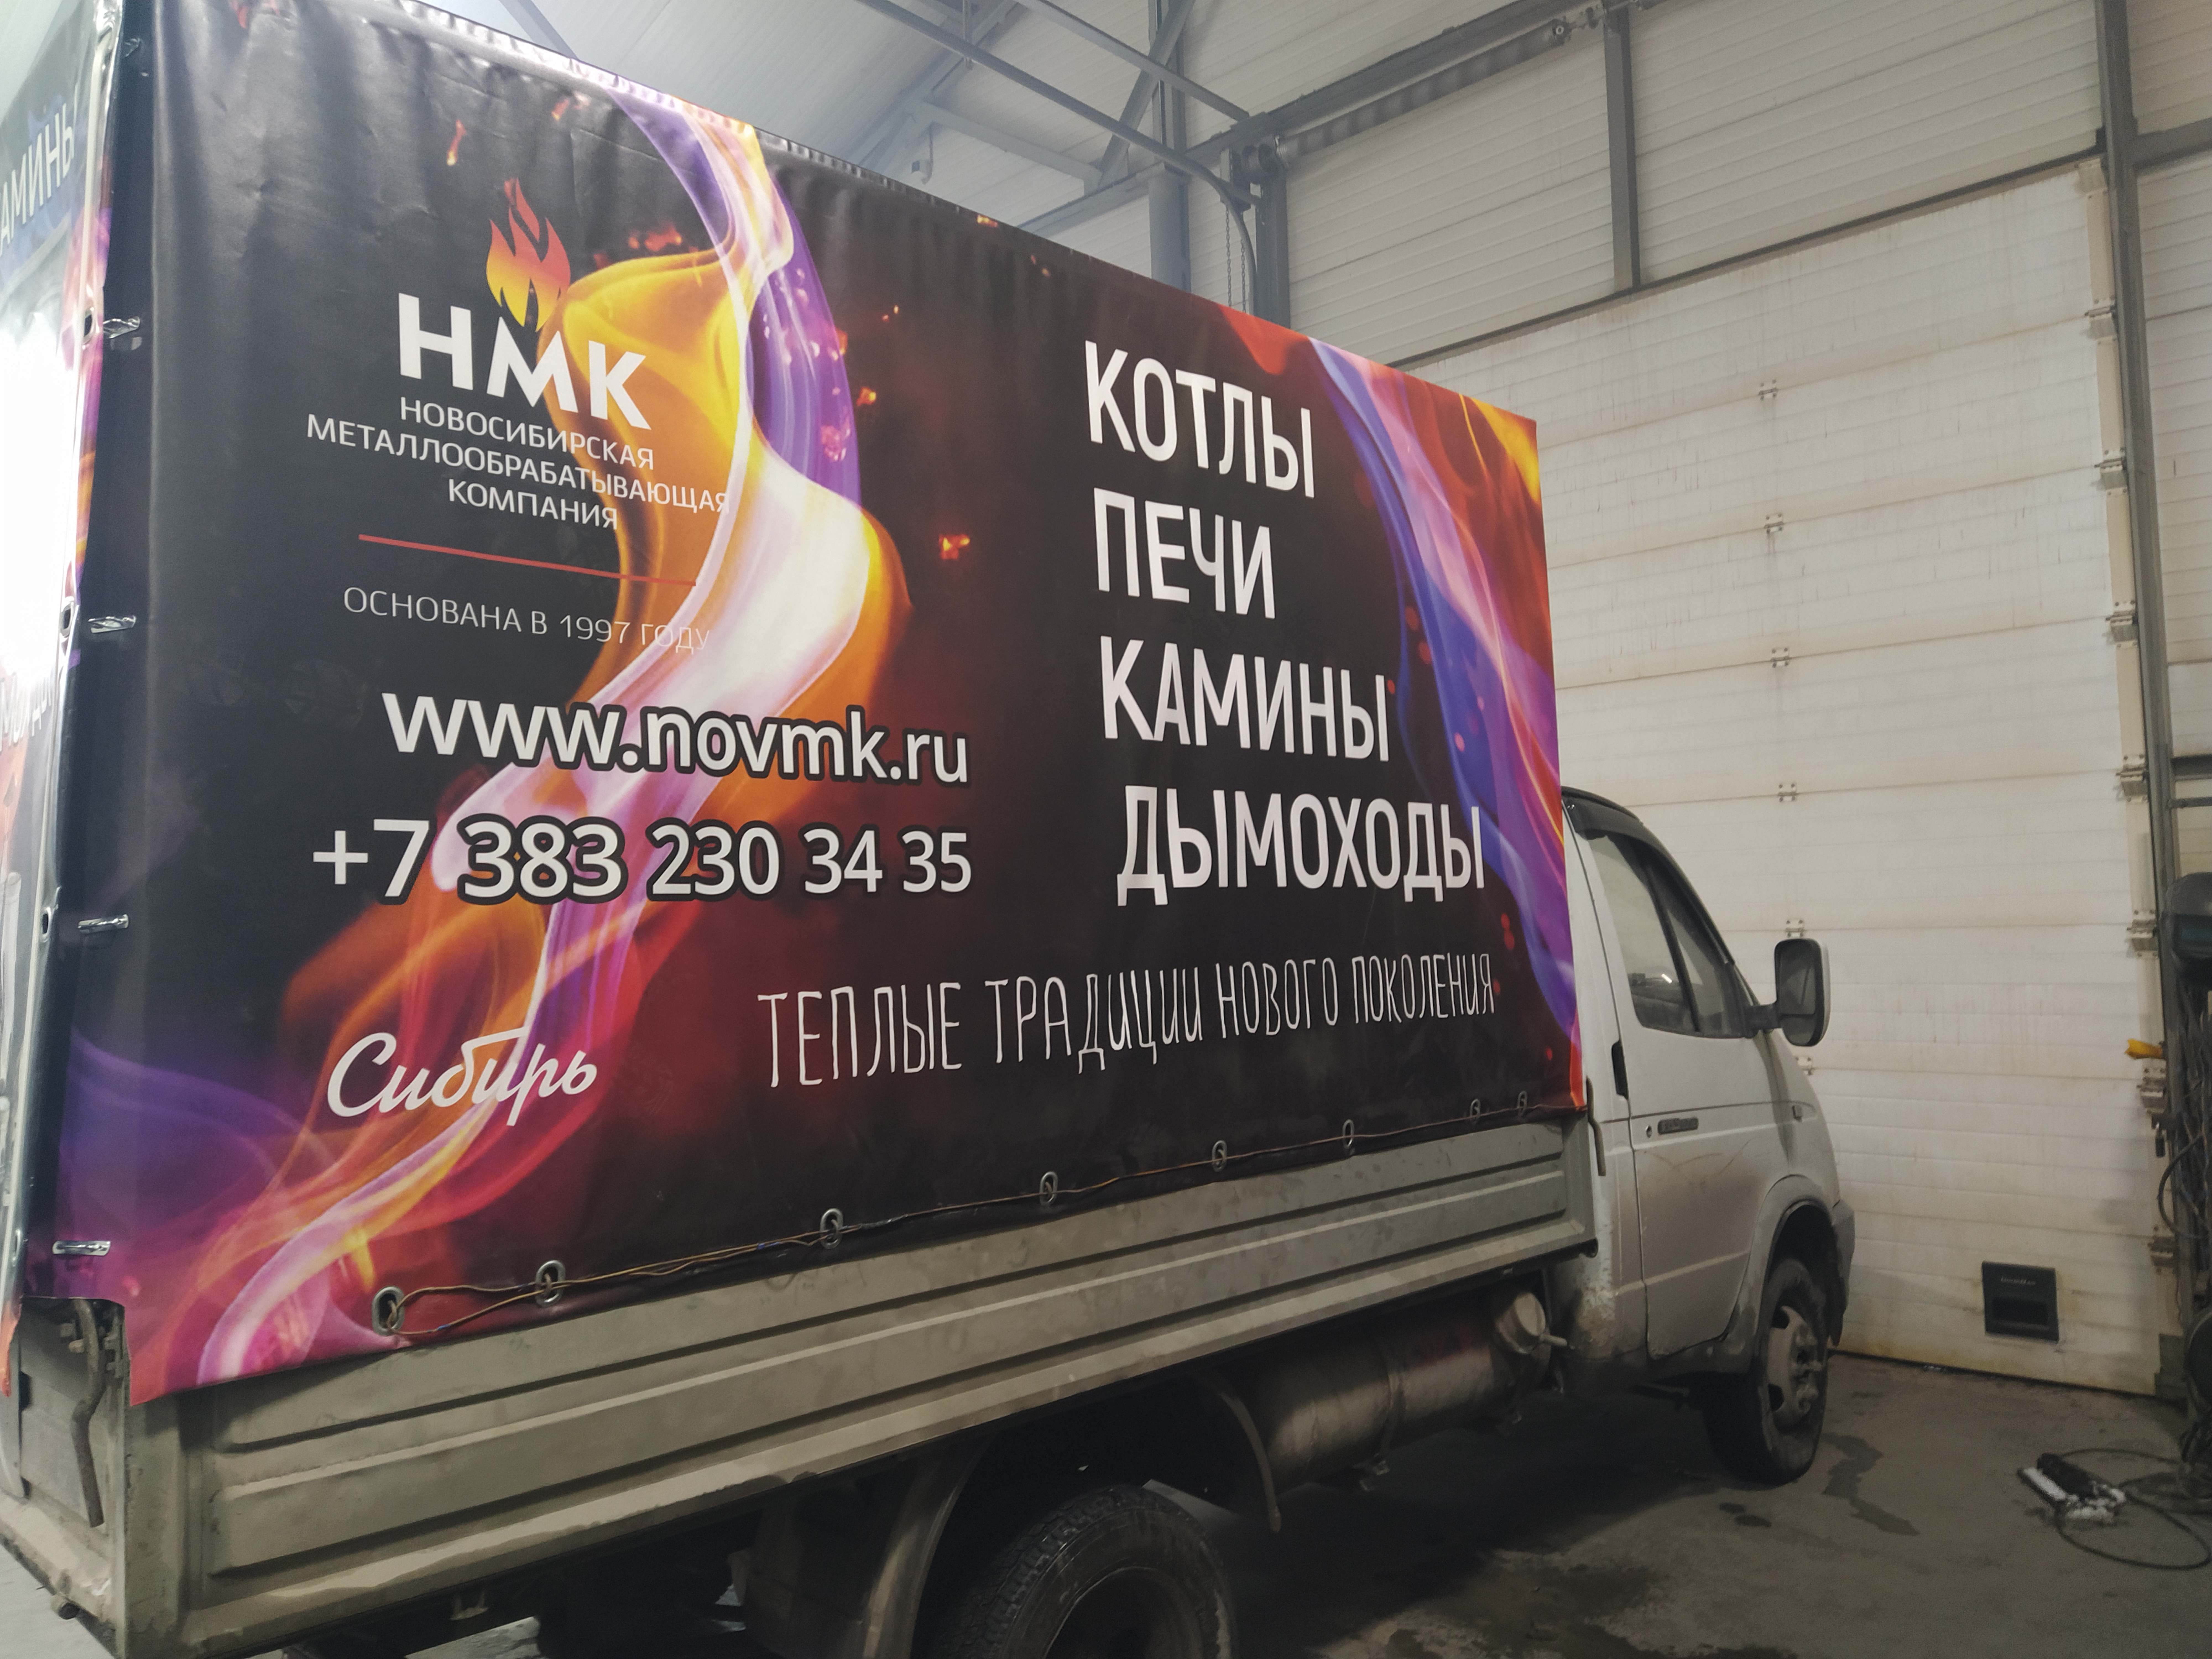 АМИНЫ
НМК
НОВОСИБИРСКАЯ
МЕТАЛЛООБРАБАТЫВАЮЩАЯ
КОМПАНИЯ
ОСНОВАНА В 1997 ГОДУ
www.novmk.ru
+7 383 230 34 35
Сибирь
КОТЛЫ
ПЕЧИ
КАМИНЫ
ДЫМОХОДЫ
ТЕПЛЫЕ ТРАДИЦИИ НОВОГО ПОКОЛЕНИЯ